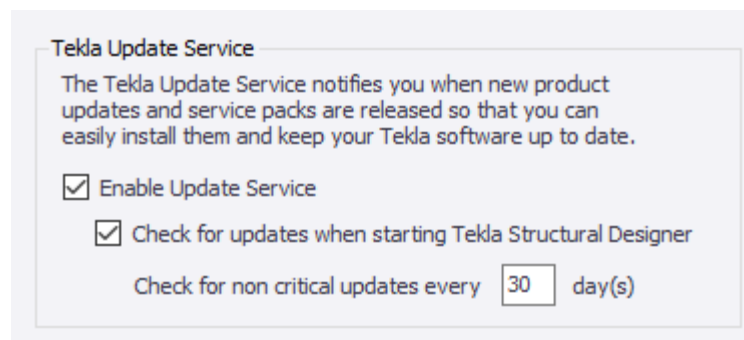 Tekla Update Service
The Tekla Update Service notifies you when new product
updates and service packs are released so that you can
easily install them and keep your Tekla software up to date.
Enable Update Service
Check for updates when starting Tekla Structural Designer
Check for non critical updates every 30 day(s)